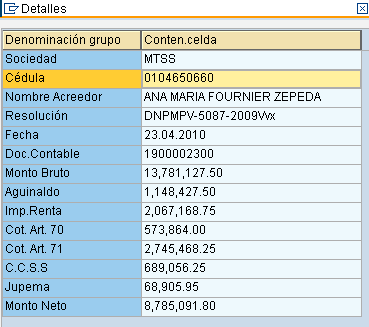 Detalles
Denominación grupo Conten.celda
Sociedad MTSS
Cédula 0104650660
Nombre Acreedor ANA MARIA FOURNIER ZEPEDA
Resolución DNPMPV-5087-2009Vvx
Fecha 23.04.2010
Doc.Contable 1900002300
Monto Bruto 13,781,127.50
Aguinaldo 1,148,427.50
Imp.Renta 2,067,168.75
Cot. Art. 70 573,864.00
Cot. Art. 71 2,745,468.25
C.C.S.S 689,056.25
Jupema 68,905.95
Monto Neto 8,785,091.80